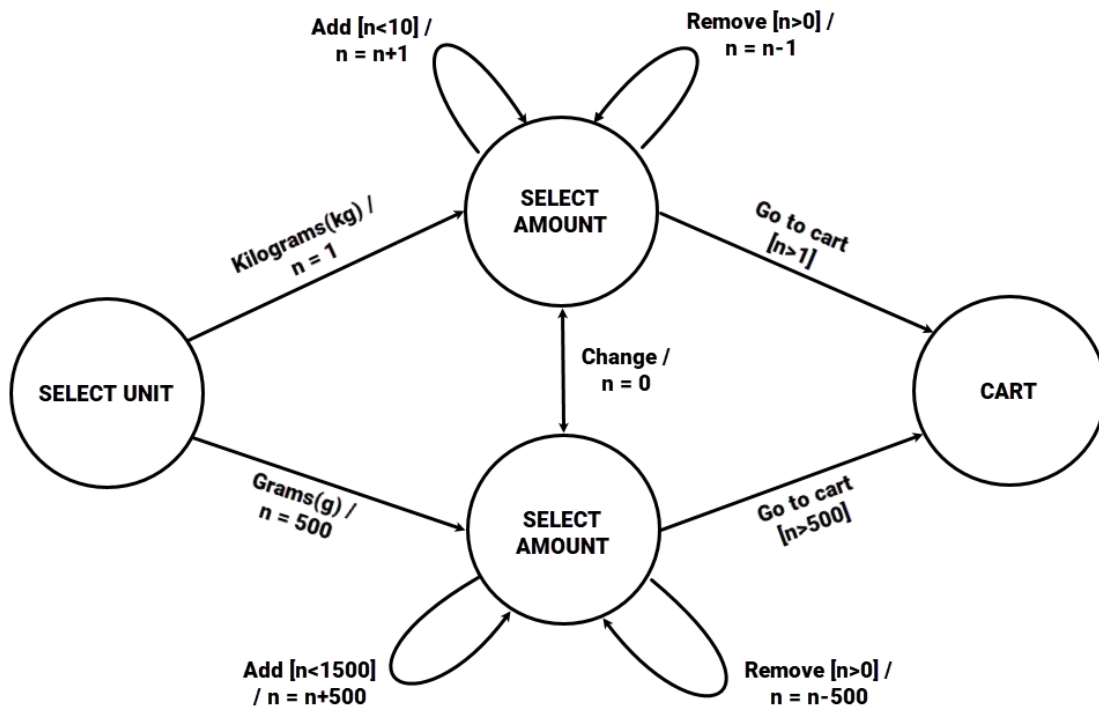 Add [n<10] /
n = n+1
Remove [n>0] /
n = n-1
SELECT
AMOUNT
Kilograms(kg) /
n = 1
Go to cart
[n>1]
SELECT UNIT
Change /
n = 0
CART
Grams(g) /
n = 500
SELECT
AMOUNT
Go to cart
[n>500]
Add [n<1500]
/ n = n+500
Remove [n>0] /
n = n-500